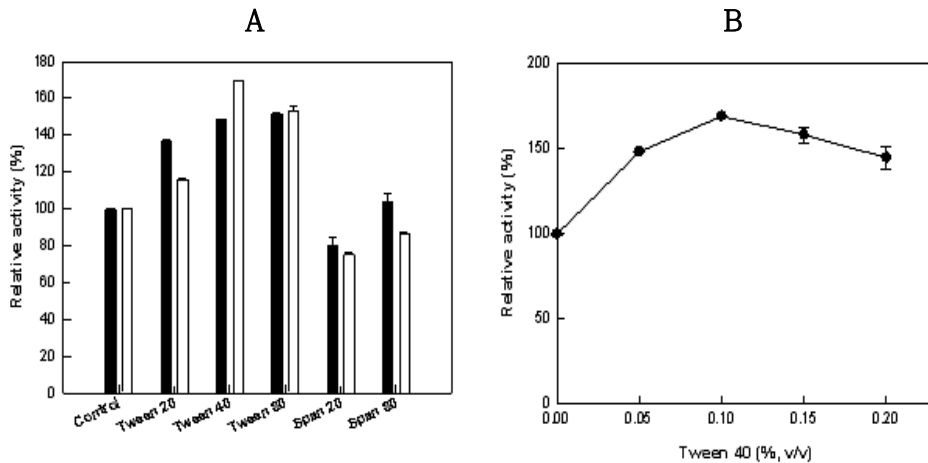 A
Relative activity (%)
180
160
140
120
100
80
60
40
20
0
Control
Tween 20
Tween 40
Tween 80
Span 20
Span 80
B
Relative activity (%)
200
150
100
50
0
0.00
0.05
0.10
0.15
0.20
Tween 40 (%, v/v)